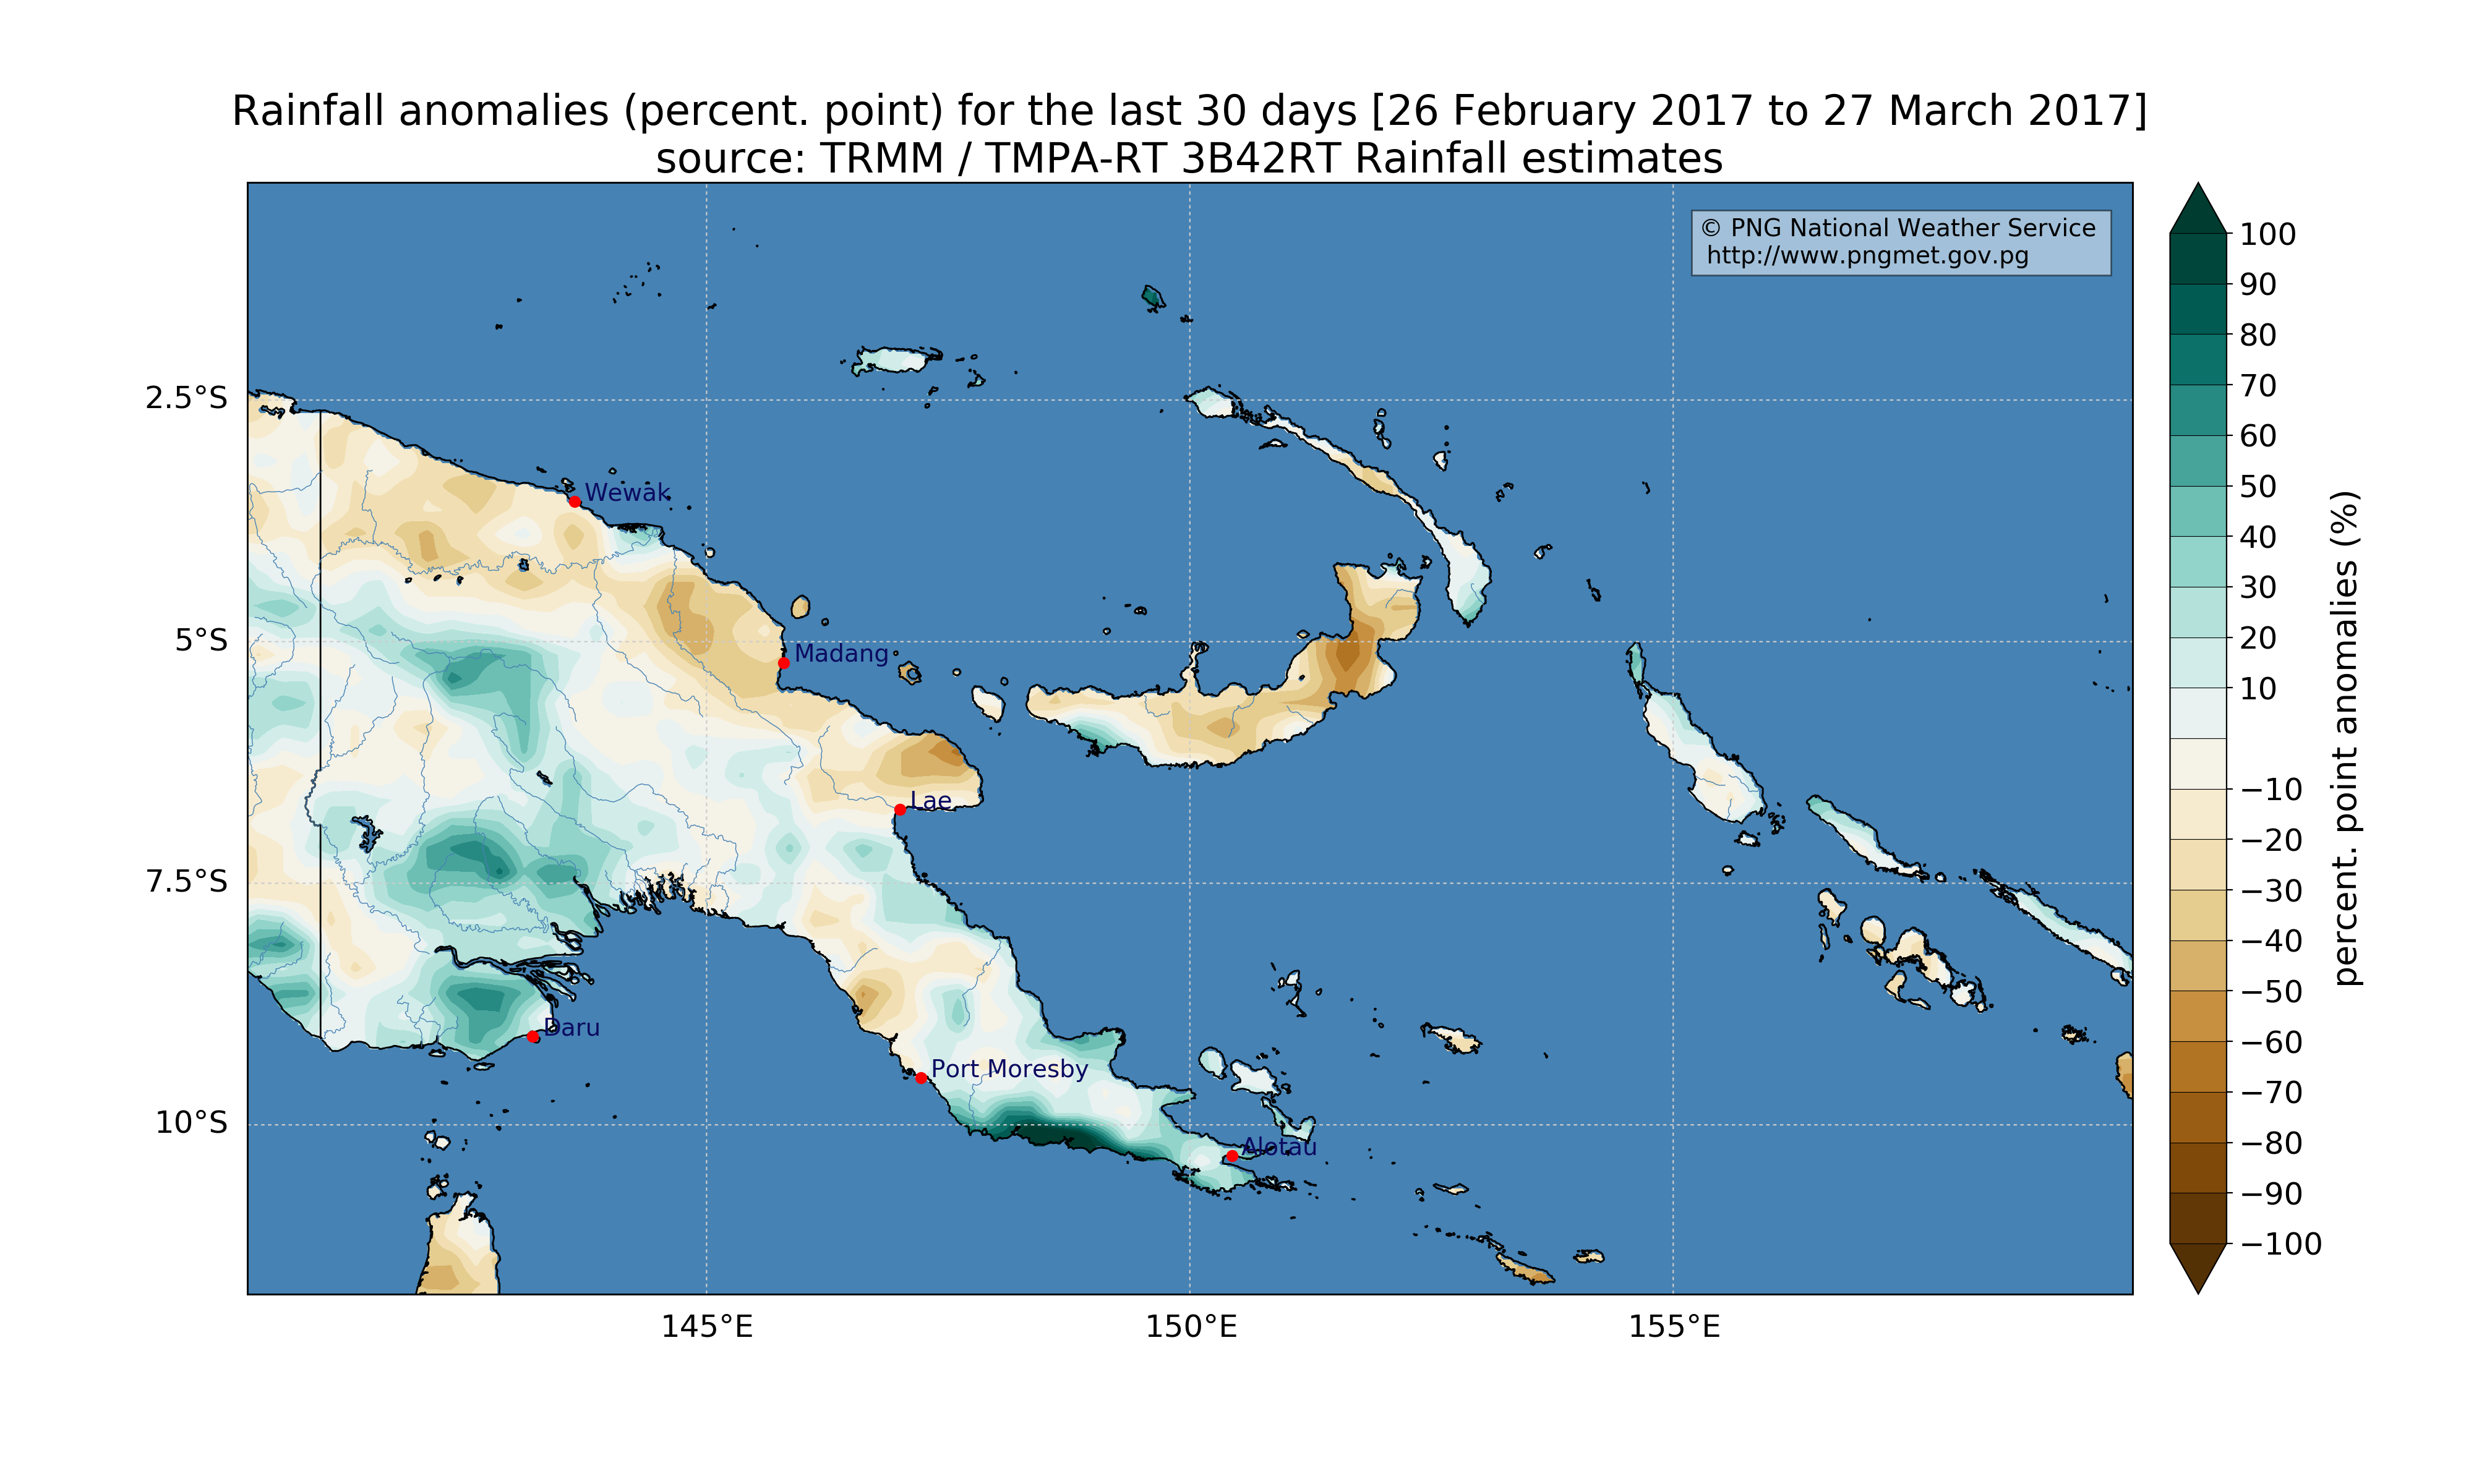 Rainfall anomalies (percent. point) for the last 30 days [26 February 2017 to 27 March 2017]
source: TRMM / TMPA-RT 3B42RT Rainfall estimates
© PNG National Weather Service
http://www.pngmet.gov.pg
2.5°S
5°S
7.5°S
10°S
145°E
150°E
155°E
Wewak
Madang
Lae
Daru
Port Moresby
Alotau
100
90
80
70
60
50
40
30
20
10
−10
−20
−30
−40
−50
−60
−70
−80
−90
−100
percent. point anomalies (%)